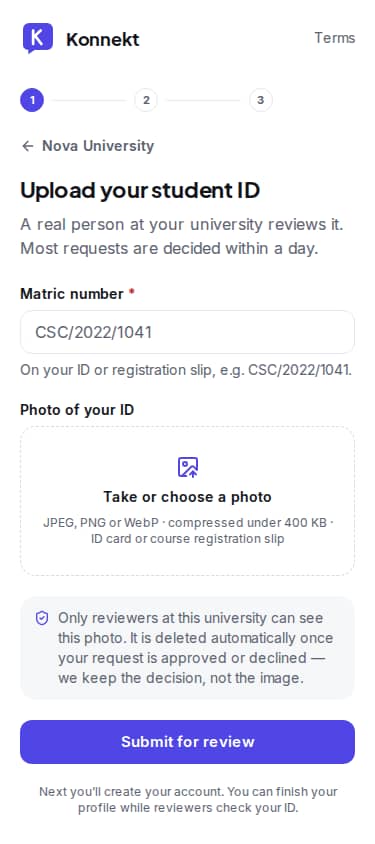 Konnekt
Terms
1
2
3
← Nova University
Upload your student ID
A real person at your university reviews it.
Most requests are decided within a day.
Matric number *
CSC/2022/1041
On your ID or registration slip, e.g. CSC/2022/1041.
Photo of your ID
Take or choose a photo
JPEG, PNG or WebP · compressed under 400 KB ·
ID card or course registration slip
Only reviewers at this university can see
this photo. It is deleted automatically once
your request is approved or declined —
we keep the decision, not the image.
Submit for review
Next you'll create your account. You can finish your
profile while reviewers check your ID.